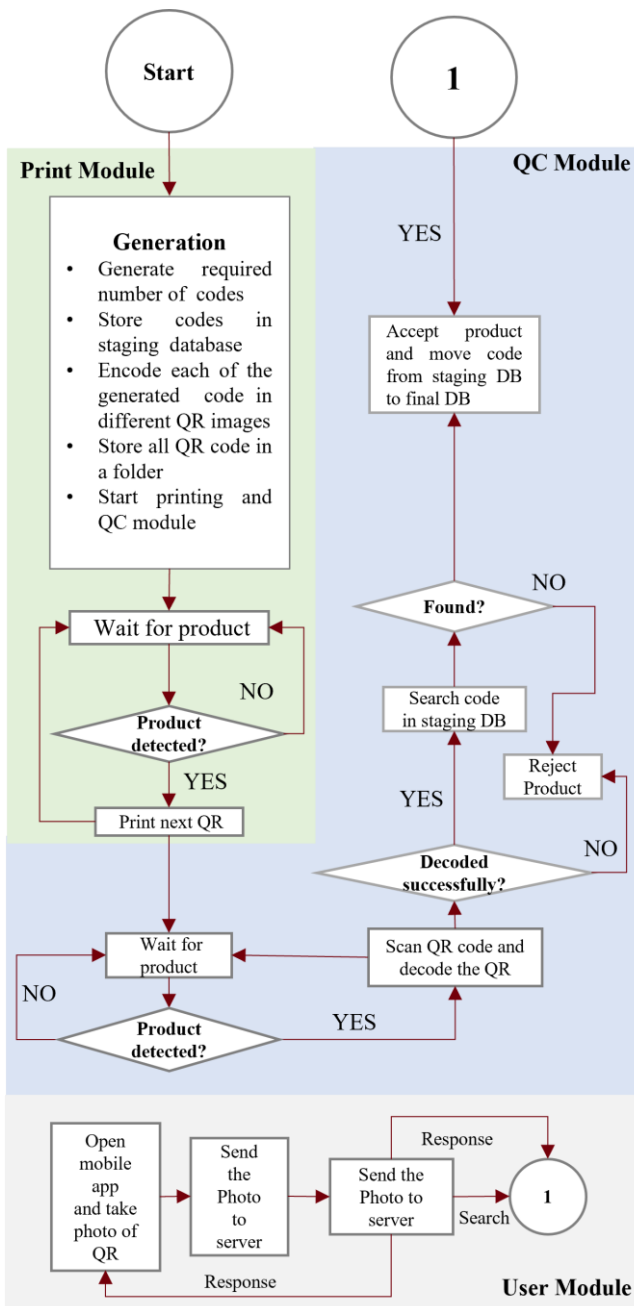 Start
1
Print Module
QC Module
Generation
• Generate required
number of codes
• Store codes in
staging database
• Encode each of the
generated code in
different QR images
• Store all QR code in
a folder
• Start printing and
QC module
YES
Accept product
and move code
from staging DB
to final DB
Wait for product
NO
Product
detected?
YES
Print next QR
Found?
NO
Search code
in staging DB
Reject
Product
YES
NO
Decoded
successfully?
Wait for
product
Scan QR code and
decode the QR
NO
Product
detected?
YES
Open
mobile
app
and take
photo of
QR
Send
the
Photo
to
server
Send the
Photo to
server
Response
1
Search
Response
User Module